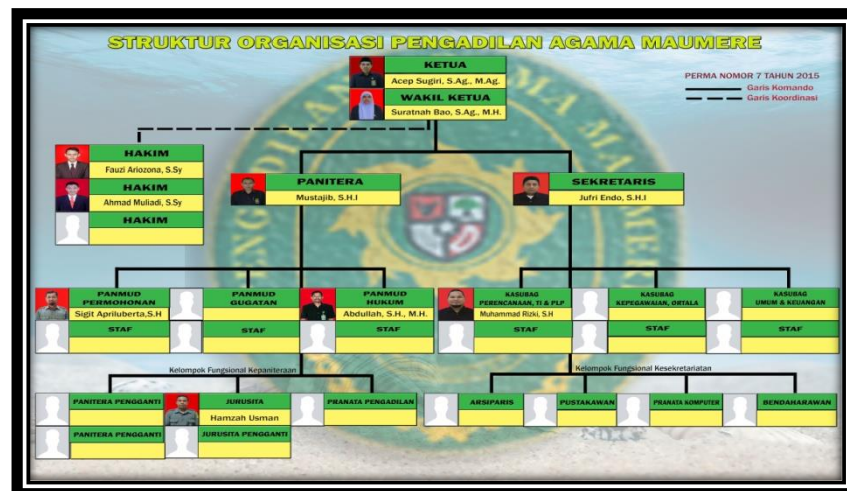 STRUKTUR ORGANISASI PENGADILAN AGAMA MAUMERE
KETUA
Acep Sugiri, S.Ag., M.Ag.
WAKIL KETUA
Suratnah Bao, S.Ag., M.H.
PERMA NOMOR 7 TAHUN 2015
Garis Komando
Garis Koordinasi
HAKIM
Fauzi Ariozona, S.Sy
HAKIM
Ahmad Muliadi, S.Sy
HAKIM
PANITERA
Mustajib, S.H.I
SEKRETARIS
Jufri Endo, S.H.I
PANMUD
PERMOHONAN
Sigit Apriluberta,S.H
STAF
PANMUD
GUGATAN
STAF
PANMUD
HUKUM
Abdullah, S.H., M.H.
STAF
KASUBAG
PERENCANAAN, TI & PLP
Muhammad Rizki, S.H
STAF
KASUBAG
KEPEGAWAIAN, ORTALA
STAF
KASUBAG
UMUM & KEUANGAN
STAF
Kelompok Fungsional Kepaniteraan
Kelompok Fungsional Kesekretariatan
PANITERA PENGGANTI
PANITERA PENGGANTI
JURUSITA
Hamzah Usman
JURUSITA PENGGANTI
PRANATA PENGADILAN
ARSIPARIS
PUSTAKAWAN
PRANATA KOMPUTER
BENDAHARAWAN
PENGADILAN AGAMA MAUMERE